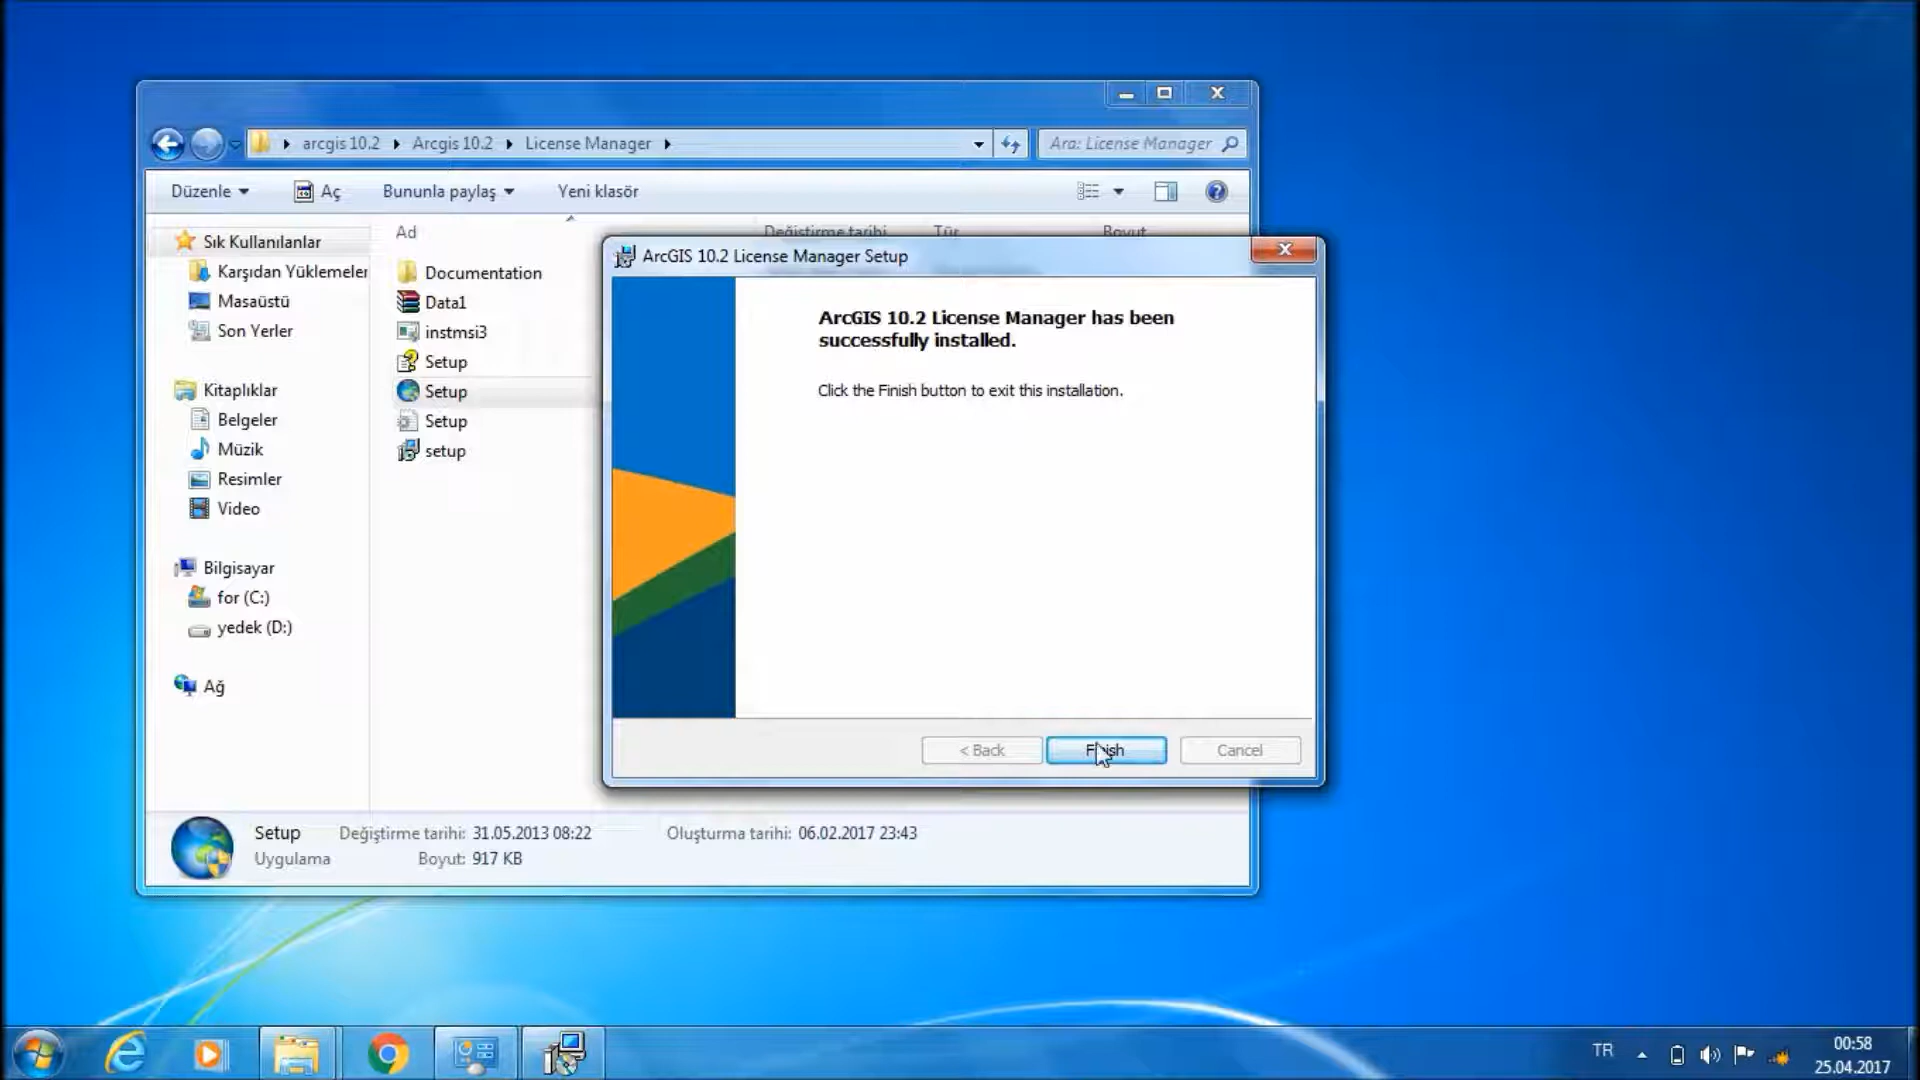 arcgis 10.2 Arcgis 10.2 License Manager
Ara: License Manager
Düzenle Aç Bununla paylaş Yeni klasör
Sık Kullanılanlar
Karşıdan Yüklemeler
Masaüstü
Son Yerler
Kitaplıklar
Belgeler
Müzik
Resimler
Video
Bilgisayar
for (C:)
yedek (D:)
Ağ
Ad Değiştirme tarihi Tür Boyut
Documentation
Data1
instmsi3
Setup
Setup
Setup
setup
ArcGIS 10.2 License Manager Setup
ArcGIS 10.2 License Manager has been
successfully installed.
Click the Finish button to exit this installation.
< Back Finish Cancel
Setup Değiştirme tarihi: 31.05.2013 08:22 Oluşturma tarihi: 06.02.2017 23:43
Uygulama Boyut: 917 KB
TR
00:58
25.04.2017